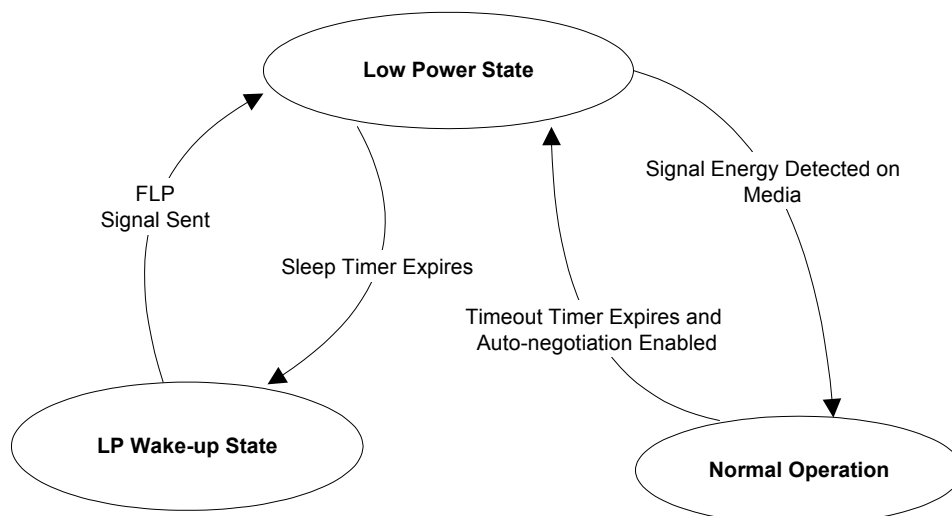 Low Power State
Signal Energy Detected on
Media
FLP
Signal Sent
Sleep Timer Expires
Timeout Timer Expires and
Auto-negotiation Enabled
LP Wake-up State
Normal Operation